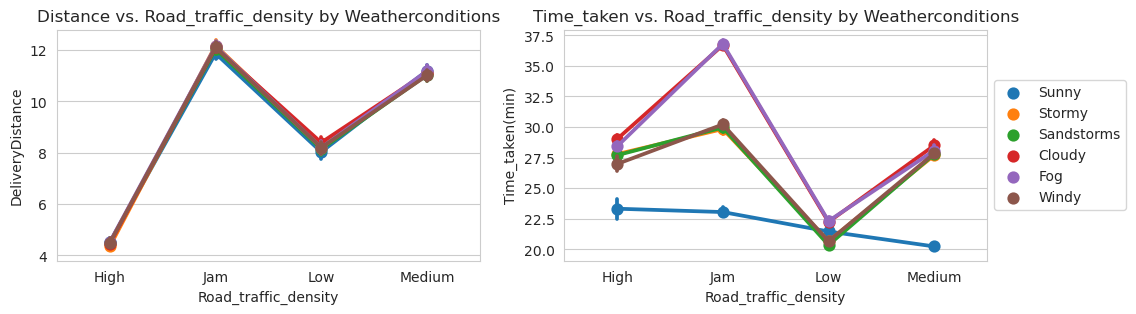 Distance vs. Road_traffic_density by Weatherconditions
12
10
8
6
4
DeliveryDistance
High
Jam
Low
Medium
Road_traffic_density
Time_taken vs. Road_traffic_density by Weatherconditions
37.5
35.0
32.5
30.0
27.5
25.0
22.5
20.0
Time_taken(min)
High
Jam
Low
Medium
Road_traffic_density
Sunny
Stormy
Sandstorms
Cloudy
Fog
Windy